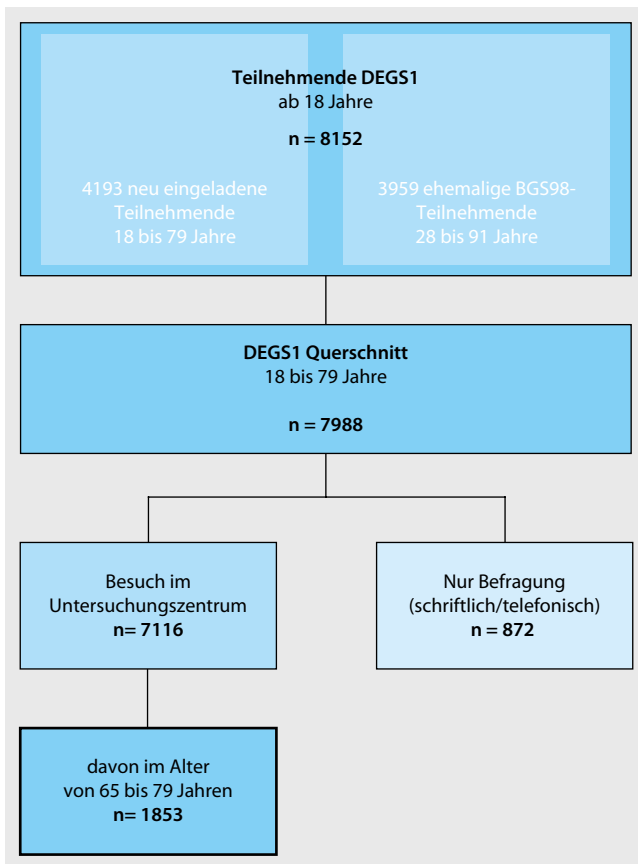 Teilnehmende DEGS1
ab 18 Jahre
n = 8152
4193 neu eingeladene
Teilnehmende
18 bis 79 Jahre
3959 ehemalige BGS98-
Teilnehmende
28 bis 91 Jahre
DEGS1 Querschnitt
18 bis 79 Jahre
n = 7988
Besuch im
Untersuchungszentrum
n= 7116
Nur Befragung
(schriftlich/telefonisch)
n = 872
davon im Alter
von 65 bis 79 Jahren
n= 1853